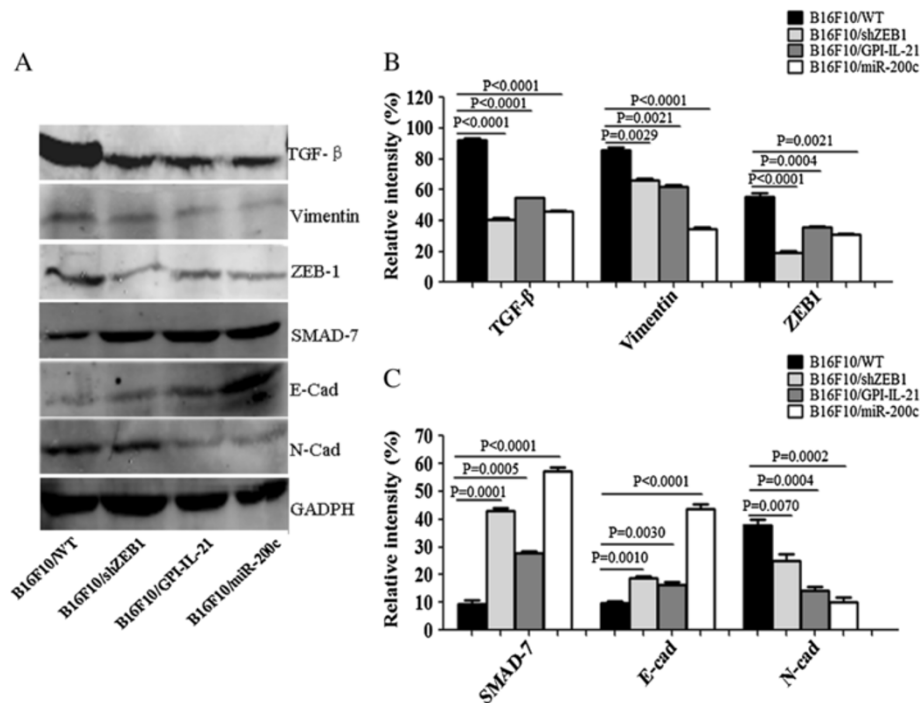 A
TGF-β
Vimentin
ZEB-1
SMAD-7
E-Cad
N-Cad
GADPH
B16F10/WT
B16F10/shZEB1
B16F10/GPI-IL-21
B16F10/miR-200c
B
B16F10/WT
B16F10/shZEB1
B16F10/GPI-IL-21
B16F10/miR-200c
Relative intensity (%)
120
100
80
60
40
20
0
P<0.0001
P<0.0001
P<0.0001
P<0.0001
P=0.0021
P=0.0029
P=0.0021
P=0.0004
P<0.0001
TGF-β
Vimentin
ZEB1
C
B16F10/WT
B16F10/shZEB1
B16F10/GPI-IL-21
B16F10/miR-200c
Relative intensity (%)
70
60
50
40
30
20
10
0
P<0.0001
P=0.0005
P=0.0001
P<0.0001
P=0.0030
P=0.0010
P=0.0002
P=0.0004
P=0.0070
SMAD-7
E-cad
N-cad